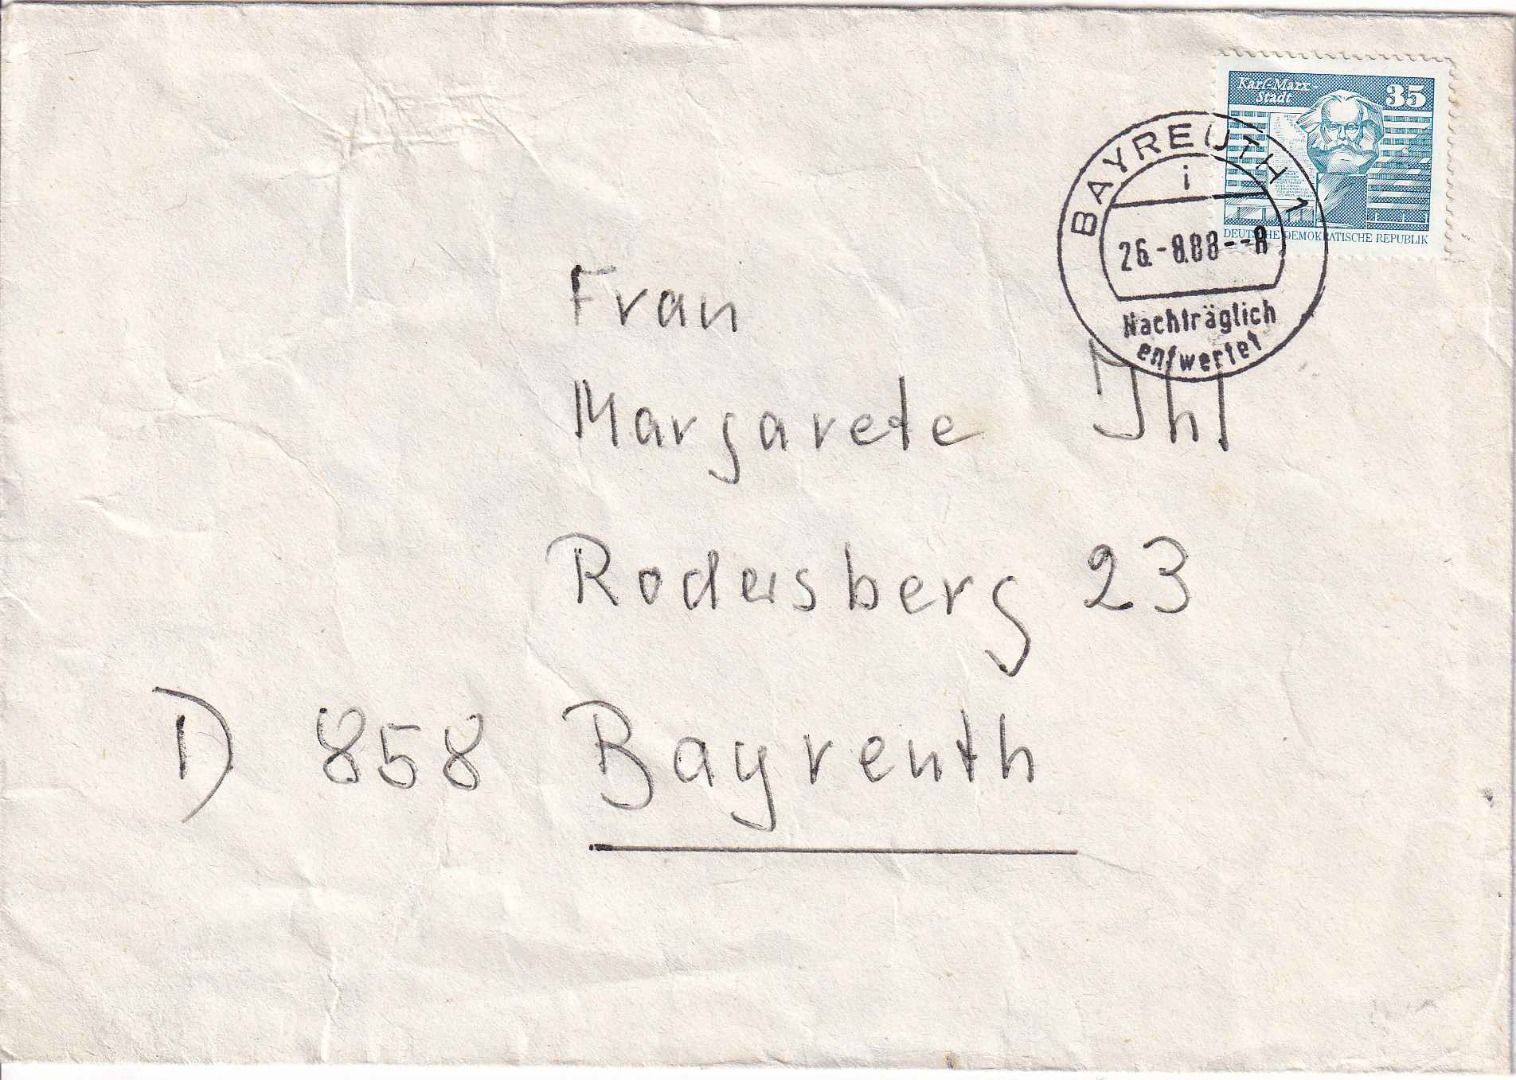 Karl-Marx-
Stadt
35
DEUTSCHE DEMOKRATISCHE REPUBLIK
BAYREUTH 1
i
26.-8.88--8
Nachträglich
entwertet
Frau
Margarete Ihl
Rodersberg 23
D 858 Bayreuth